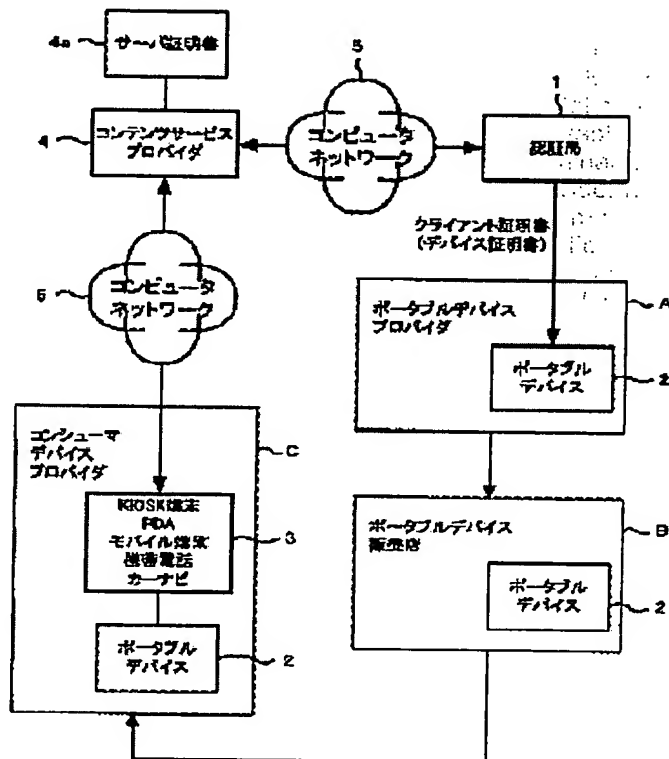 4a
サーバ証明書
5
1
4
コンテンツサービス
プロバイダ
コンピュータ
ネットワーク
認証局
クライアント証明書
(デバイス証明書)
5
コンピュータ
ネットワーク
A
ポータブルデバイス
プロバイダ
ポータブル
デバイス
2
コンシューマ
デバイス
プロバイダ
C
KIOSK端末
PDA
モバイル端末
携帯電話
カーナビ
3
ポータブル
デバイス
2
B
ポータブルデバイス
販売店
ポータブル
デバイス
2